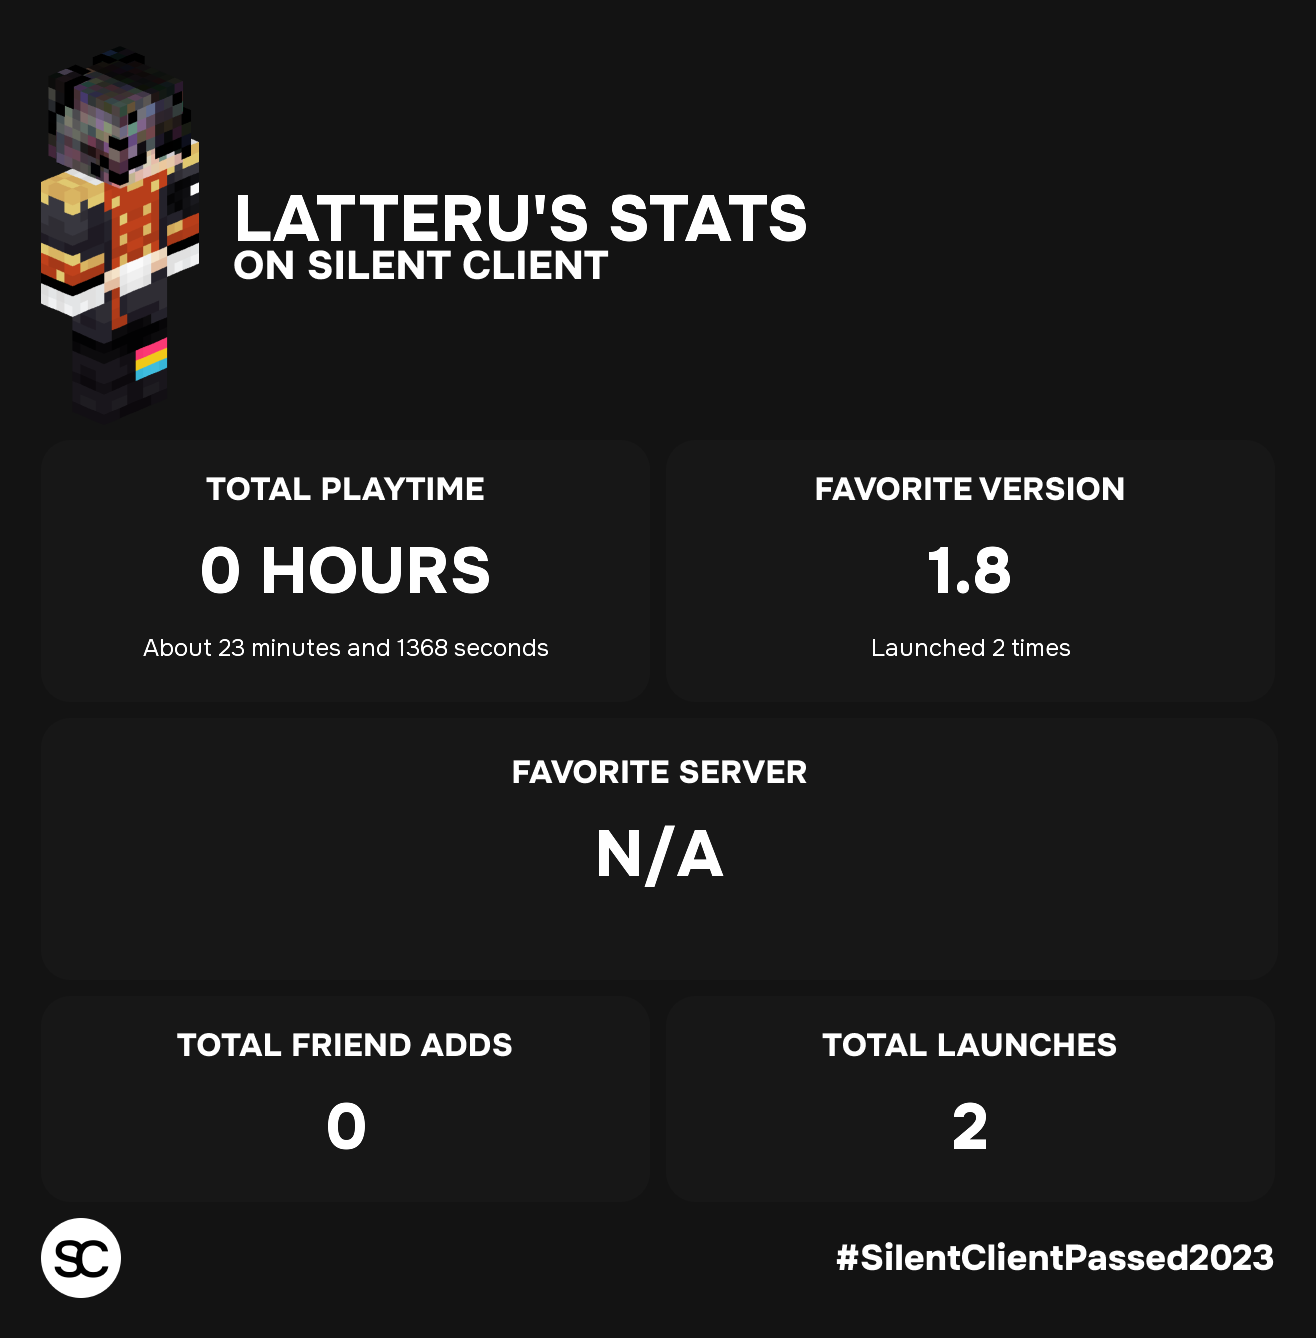 LATTERU'S STATS
ON SILENT CLIENT
TOTAL PLAYTIME
0 HOURS
About 23 minutes and 1368 seconds
FAVORITE VERSION
1.8
Launched 2 times
FAVORITE SERVER
N/A
TOTAL FRIEND ADDS
0
TOTAL LAUNCHES
2
SC
#SilentClientPassed2023